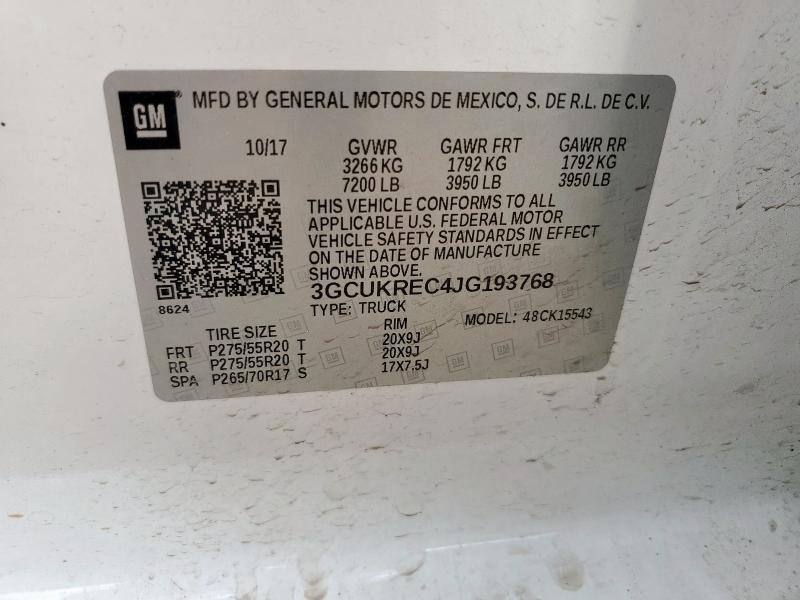 GM MFD BY GENERAL MOTORS DE MEXICO, S. DE R.L. DE C.V.
10/17 GVWR GAWR FRT GAWR RR
3266 KG 1792 KG 1792 KG
7200 LB 3950 LB 3950 LB
THIS VEHICLE CONFORMS TO ALL
APPLICABLE U.S. FEDERAL MOTOR
VEHICLE SAFETY STANDARDS IN EFFECT
ON THE DATE OF MANUFACTURE
SHOWN ABOVE.
3GCUKREC4JG193768
8624 TYPE: TRUCK MODEL: 48CK15543
TIRE SIZE RIM
FRT P275/55R20 T 20X9J
RR P275/55R20 T 20X9J
SPA P265/70R17 S 17X7.5J